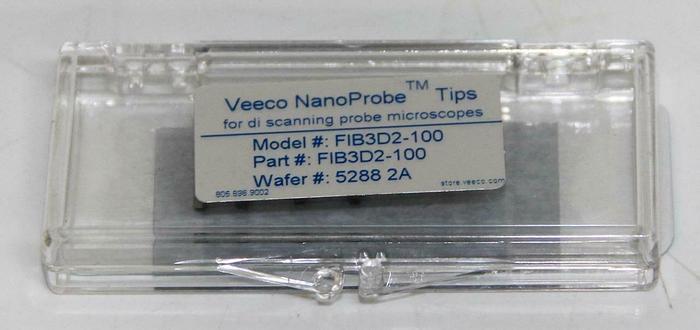 Veeco NanoProbe™ Tips
for di scanning probe microscopes
Model #: FIB3D2-100
Part #: FIB3D2-100
Wafer #: 5288 2A
805.696.9002 store.veeco.com